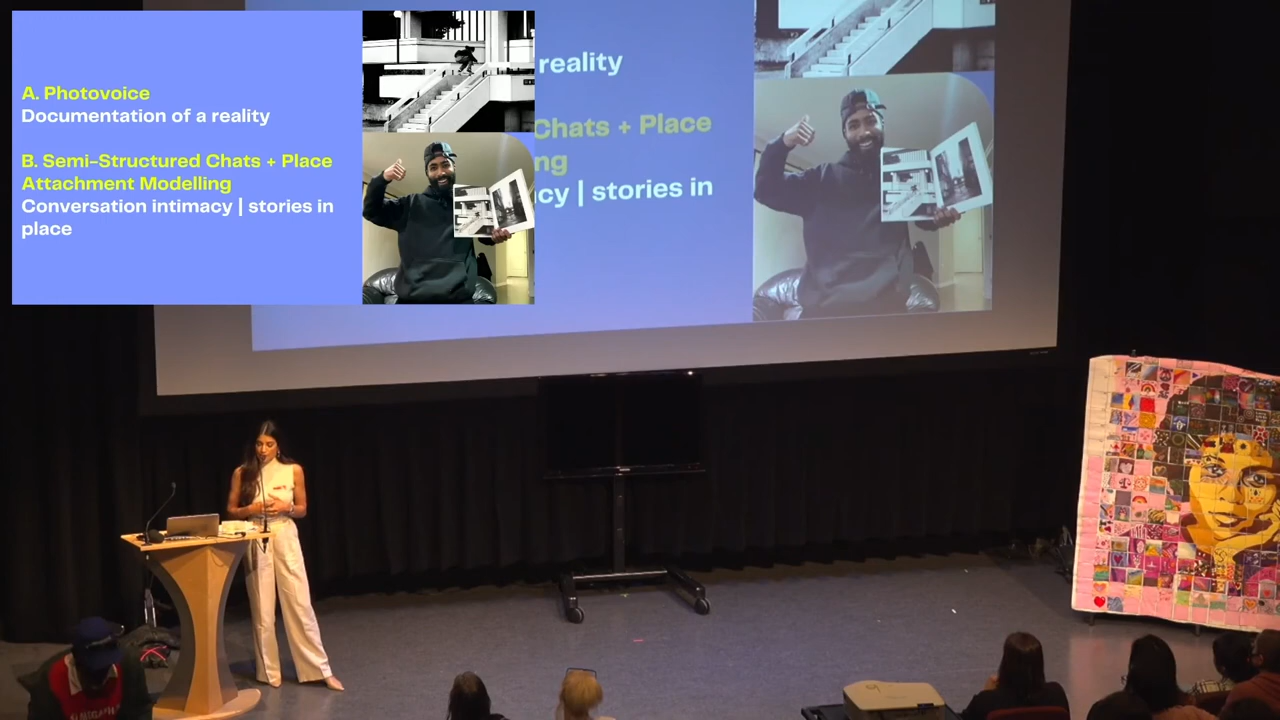 A. Photovoice
Documentation of a reality
B. Semi-Structured Chats + Place
Attachment Modelling
Conversation intimacy | stories in
place
reality
Chats + Place
ng
cy | stories in